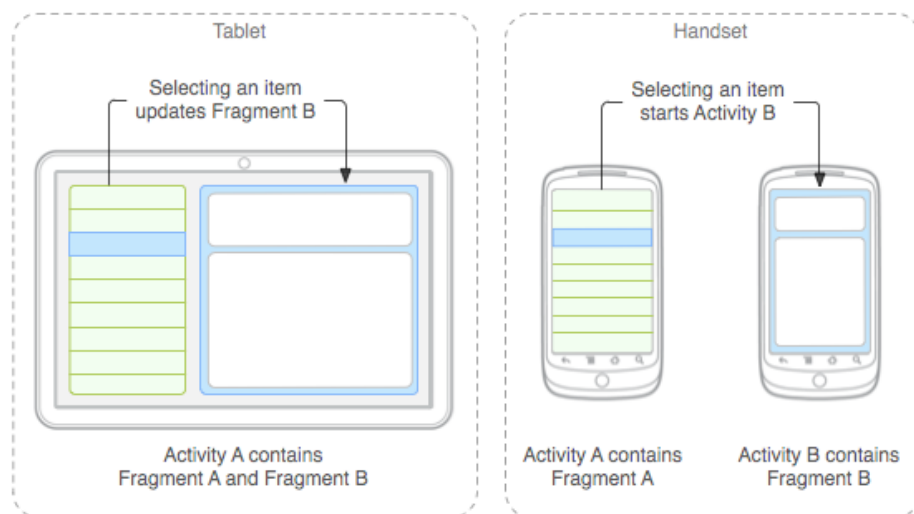 Tablet
Selecting an item
updates Fragment B
Activity A contains
Fragment A and Fragment B
Handset
Selecting an item
starts Activity B
Activity A contains
Fragment A
Activity B contains
Fragment B